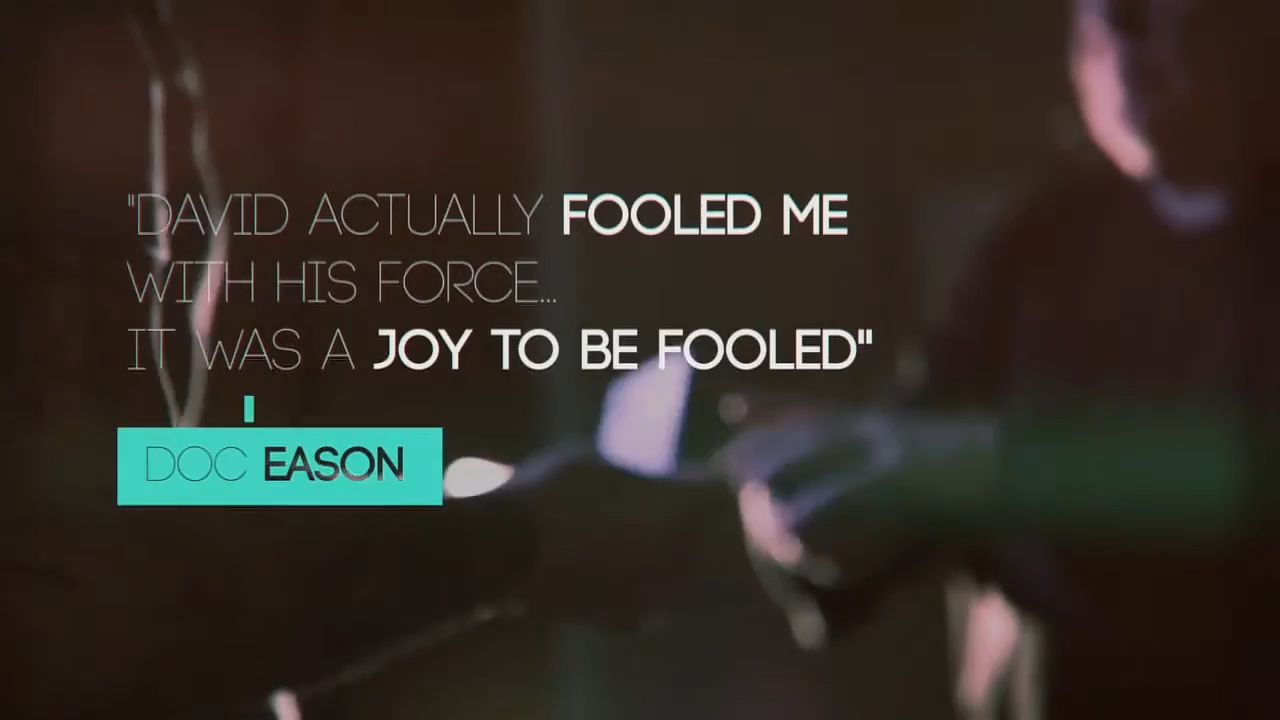 "DAVID ACTUALLY FOOLED ME
WITH HIS FORCE...
IT WAS A JOY TO BE FOOLED"
DOC EASON